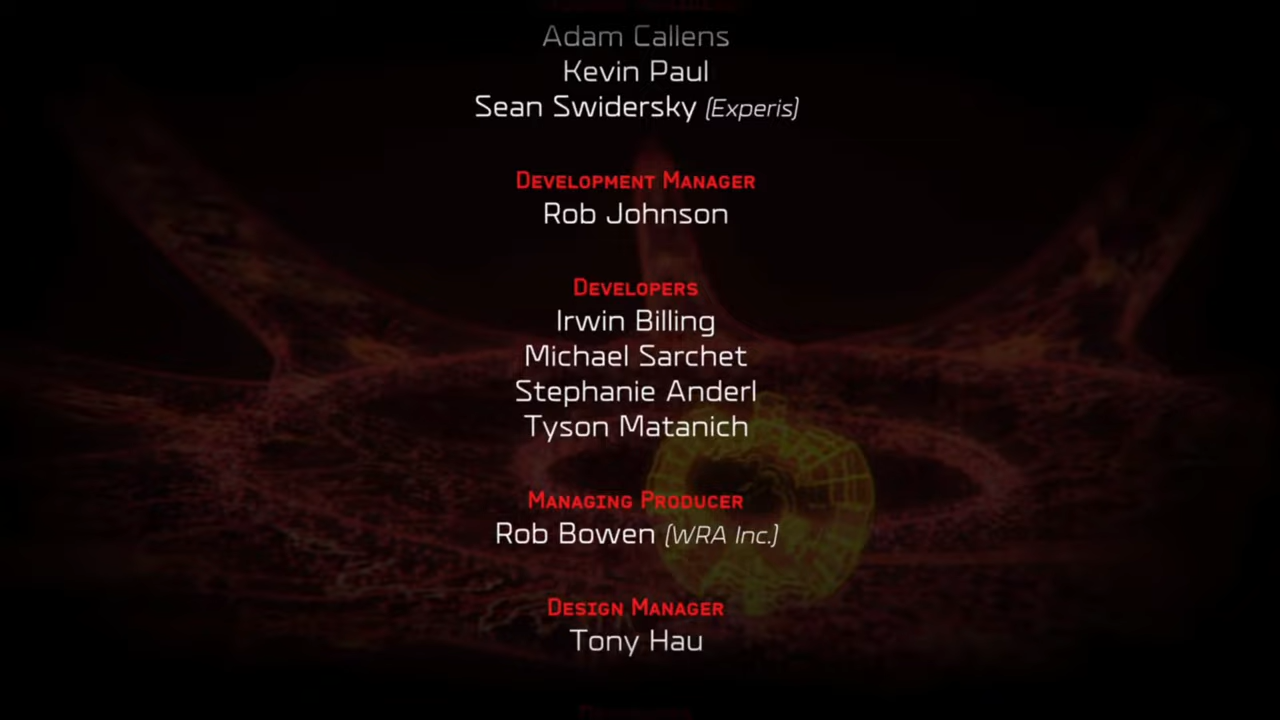 Adam Callens
Kevin Paul
Sean Swidersky (Experis)
Development Manager
Rob Johnson
Developers
Irwin Billing
Michael Sarchet
Stephanie Anderl
Tyson Matanich
Managing Producer
Rob Bowen (WRA Inc.)
Design Manager
Tony Hau